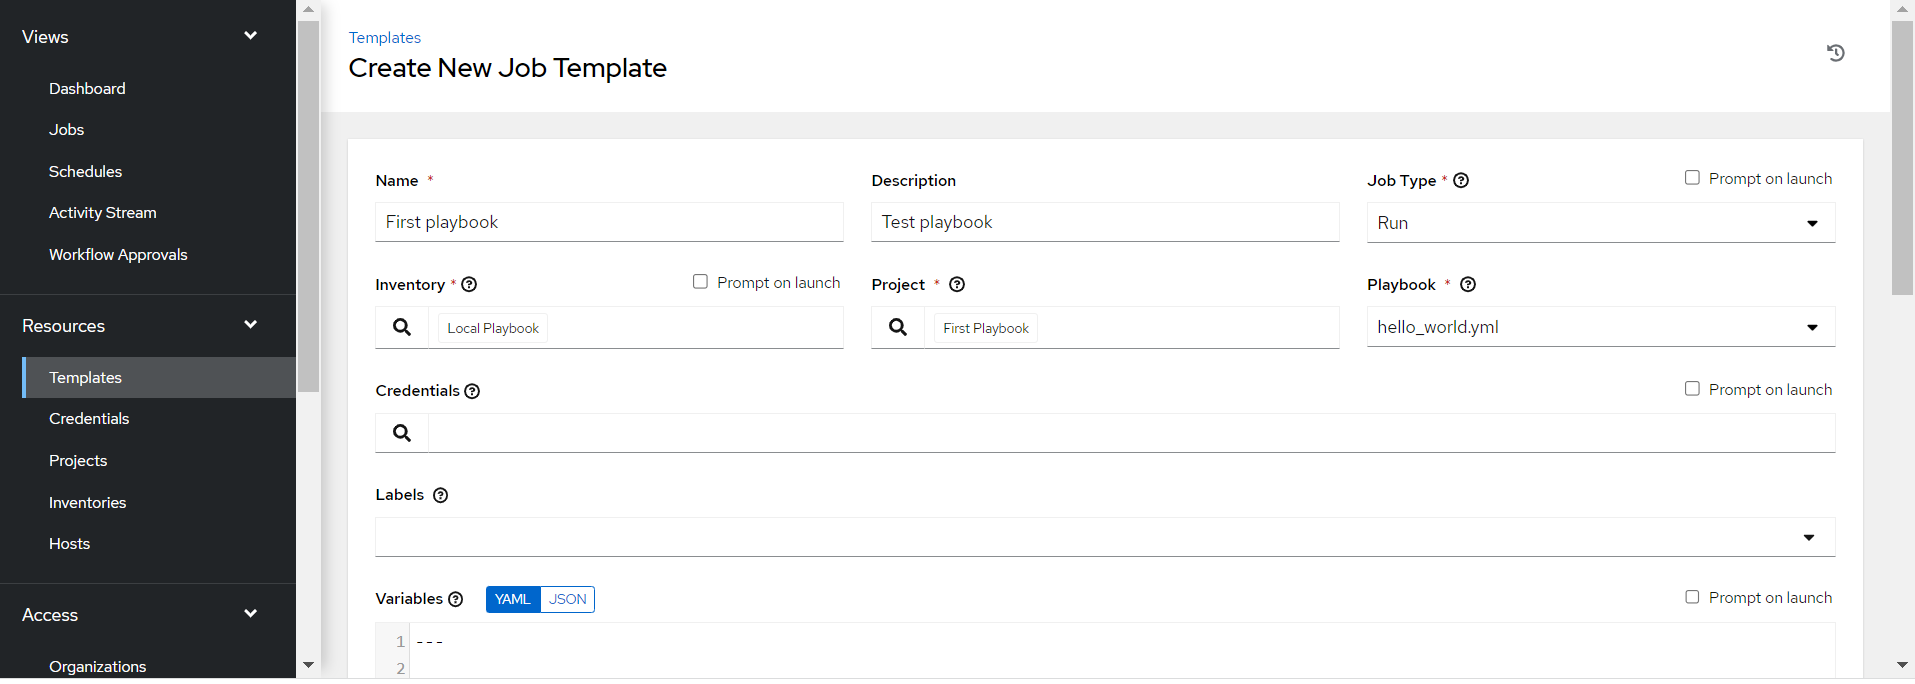 Views
Dashboard
Jobs
Schedules
Activity Stream
Workflow Approvals
Resources
Templates
Credentials
Projects
Inventories
Hosts
Access
Organizations
Templates
Create New Job Template
Name *
Description
Job Type *
Prompt on launch
First playbook
Test playbook
Run
Inventory *
Prompt on launch
Project *
Playbook *
Local Playbook
First Playbook
hello_world.yml
Credentials
Prompt on launch
Labels
Variables
YAML
JSON
Prompt on launch
1 ---
2